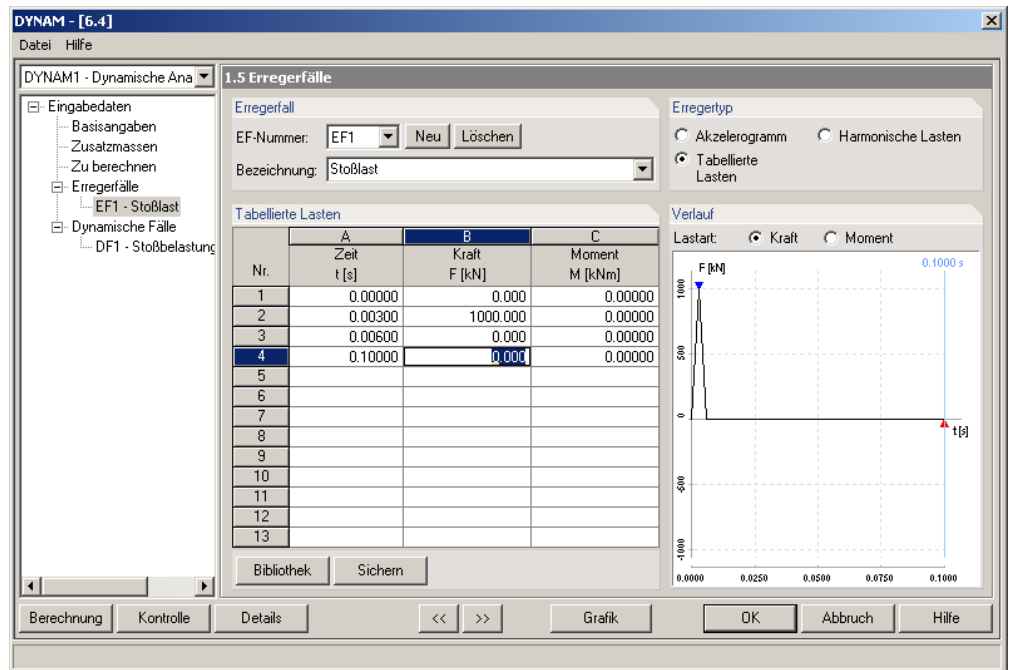 DYNAM - [6.4]
Datei Hilfe
DYNAM1 - Dynamische Ana
Eingabedaten
Basisangaben
Zusatzmassen
Zu berechnen
Erregerfälle
EF1 - Stoßlast
Dynamische Fälle
DF1 - Stoßbelastung
1.5 Erregerfälle
Erregerfall
EF-Nummer: EF1 Neu Löschen
Bezeichnung: Stoßlast
Erregertyp
Akzelerogramm Harmonische Lasten
Tabellierte
Lasten
Tabellierte Lasten
A B C
Zeit Kraft Moment
Nr. t [s] F [kN] M [kNm]
1 0.00000 0.000 0.00000
2 0.00300 1000.000 0.00000
3 0.00600 0.000 0.00000
4 0.10000 0.000 0.00000
5
6
7
8
9
10
11
12
13
Bibliothek Sichern
Verlauf
Lastart: Kraft Moment
F [kN] 0.1000 s
1000
500
0
t [s]
-500
-1000
0.0000 0.0250 0.0500 0.0750 0.1000
Berechnung Kontrolle Details << >> Grafik OK Abbruch Hilfe